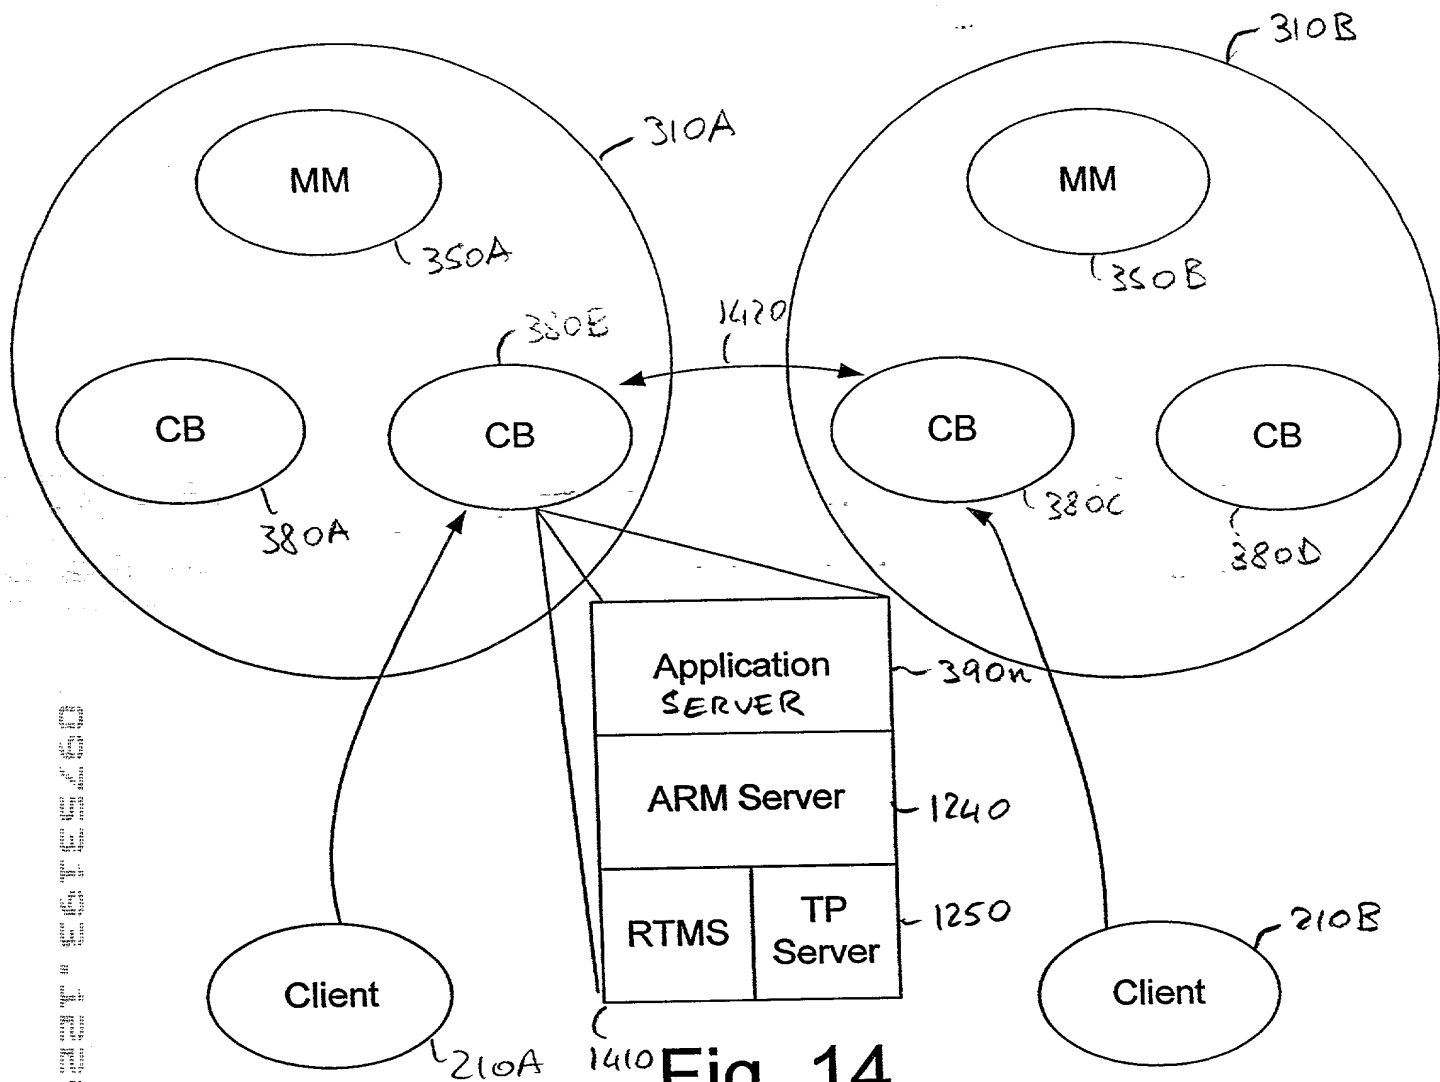 310B
310A
MM
MM
350A
350B
1420
380B
CB
CB
CB
CB
380A
380C
380D
Application
SERVER
390n
ARM Server
1240
RTMS
TP
Server
1250
210B
Client
Client
210A
1410
Fig. 14